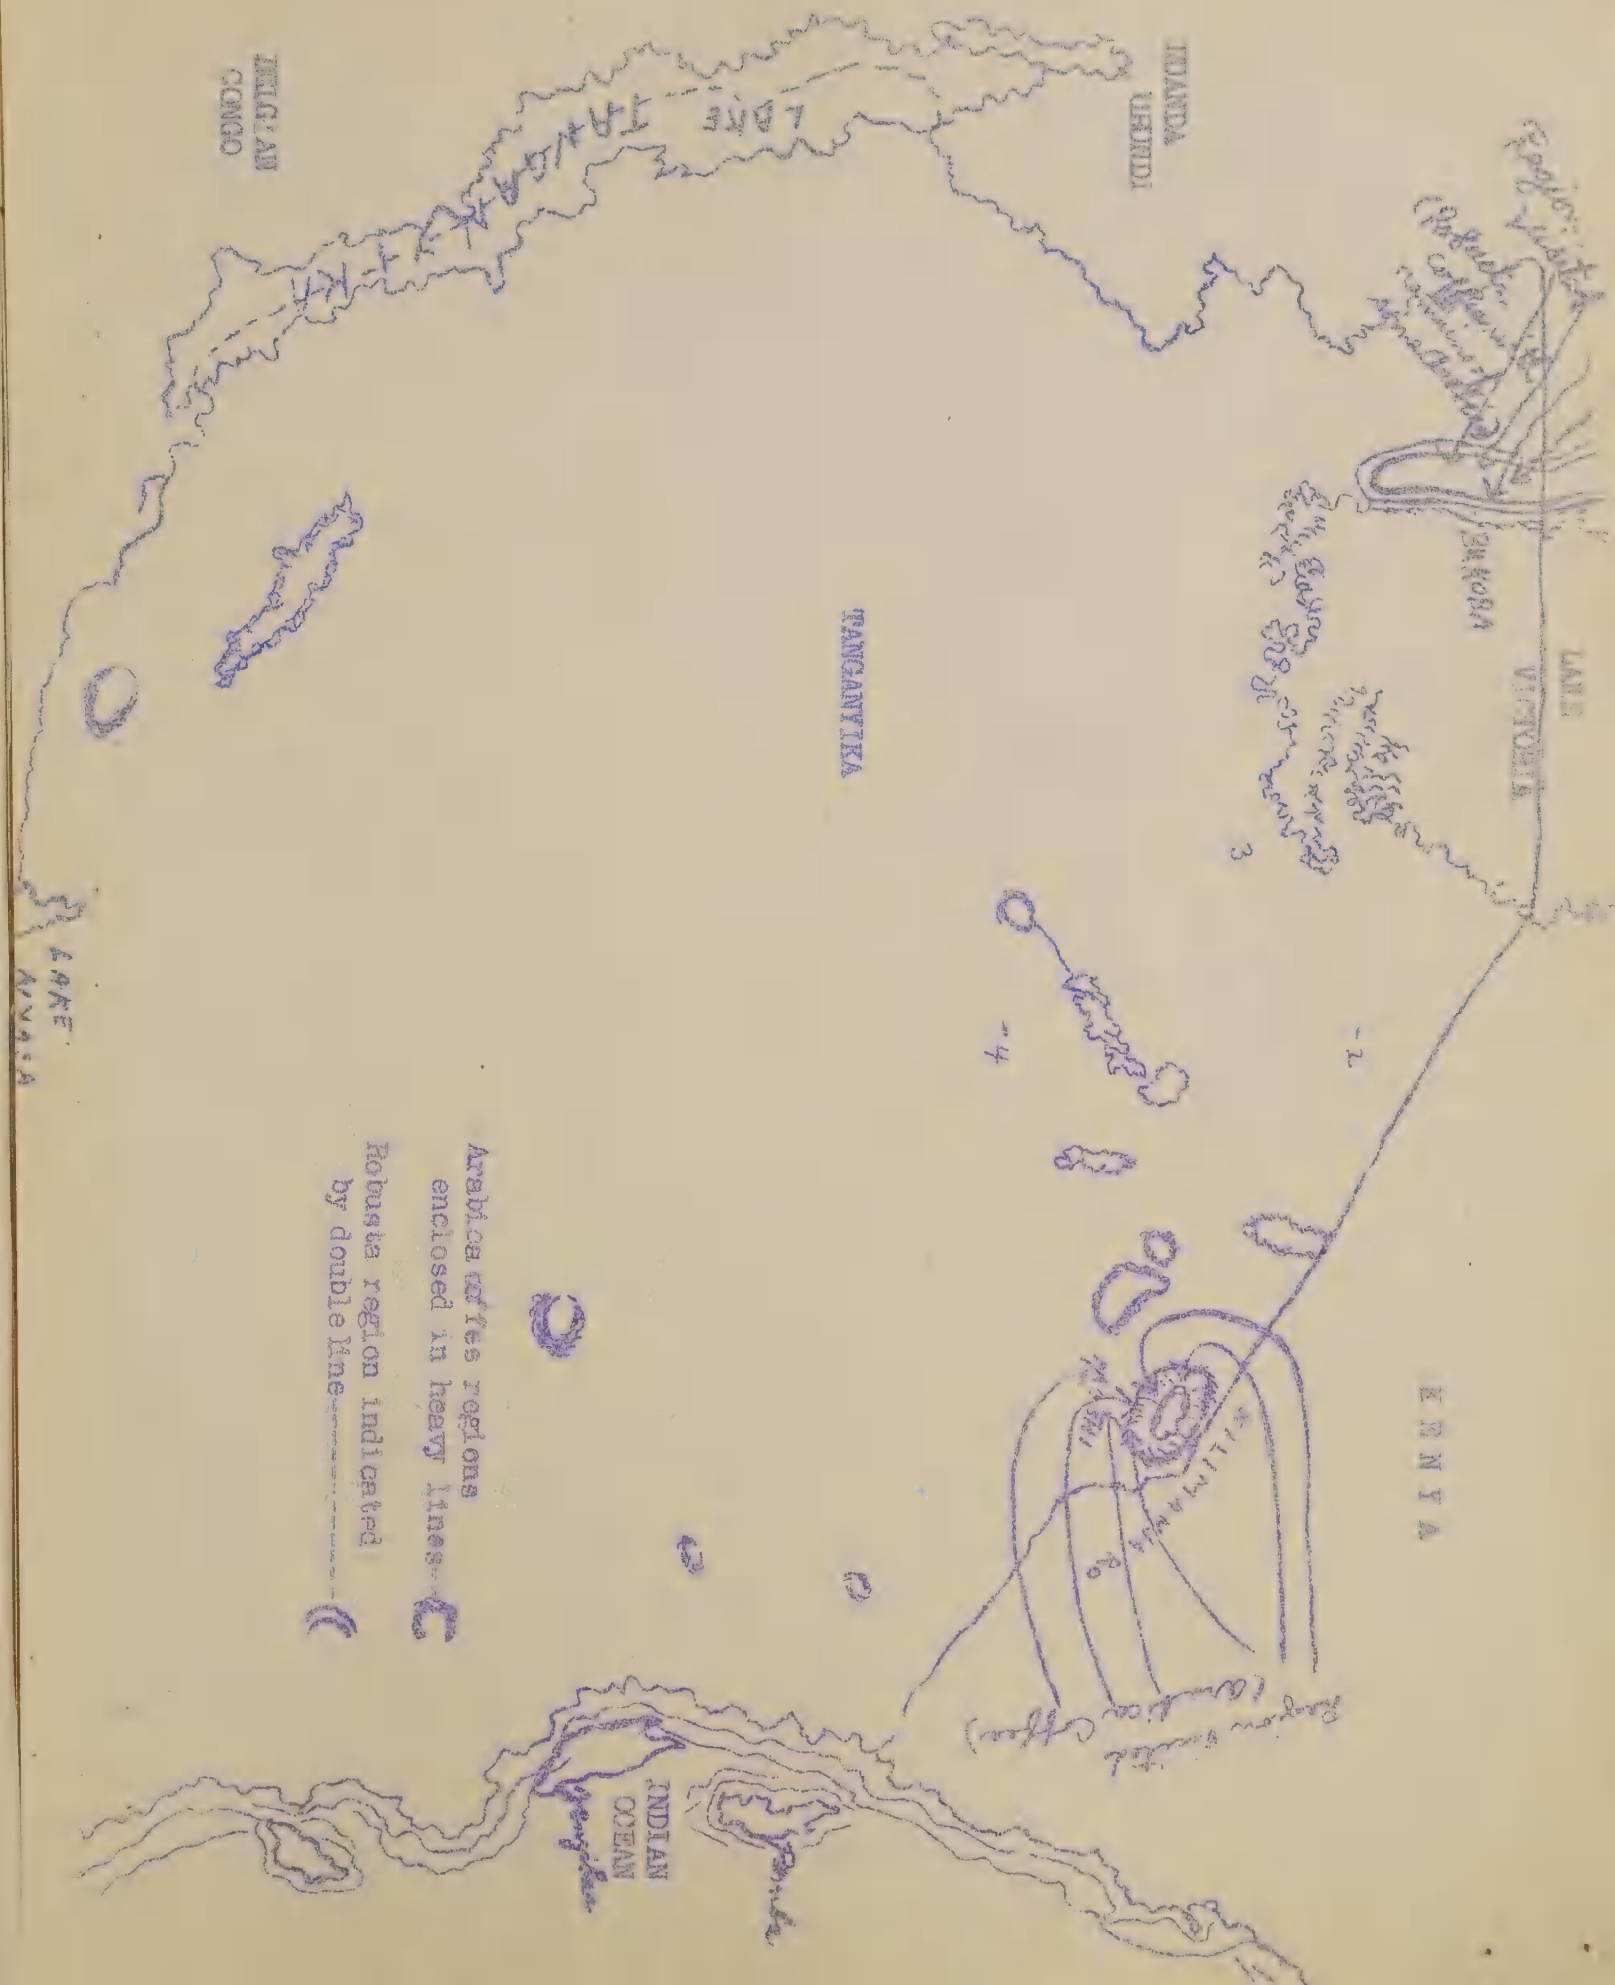 Region visited
(Robusta
coffee
RUANDA
URUNDI
LAKE
VICTORIA
BUKOBA
KENYA
3
-2
-4
KILIMANJARO
MOSHI
Region visited
(arabica coffee)
LAKE TANGANYIKA
TANGANYIKA
BELGIAN
CONGO
Pemba
INDIAN
OCEAN
Arabica coffee regions
enclosed in heavy lines--
Robusta region indicated
by double line-------------
LAKE
NYASA